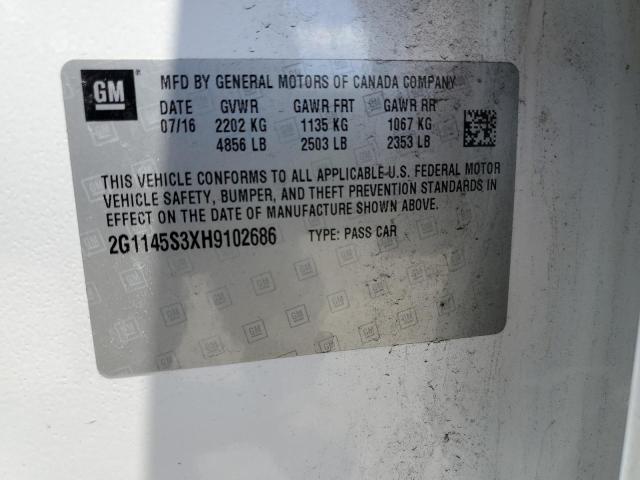 GM
MFD BY GENERAL MOTORS OF CANADA COMPANY
DATE GVWR GAWR FRT GAWR RR
07/16 2202 KG 1135 KG 1067 KG
4856 LB 2503 LB 2353 LB
THIS VEHICLE CONFORMS TO ALL APPLICABLE U.S. FEDERAL MOTOR
VEHICLE SAFETY, BUMPER, AND THEFT PREVENTION STANDARDS IN
EFFECT ON THE DATE OF MANUFACTURE SHOWN ABOVE.
2G1145S3XH9102686 TYPE: PASS CAR